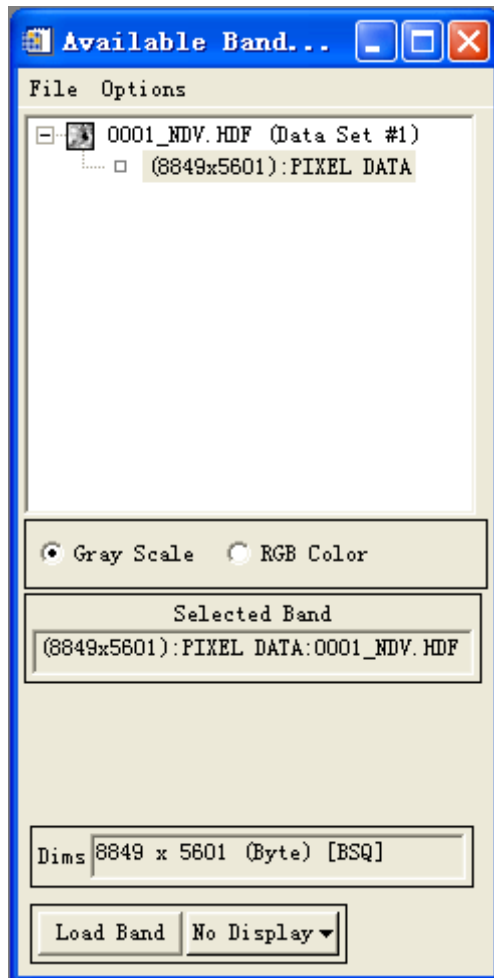 Available Band...
File Options
0001_NDV.HDF (Data Set #1)
(8849x5601):PIXEL DATA
Gray Scale RGB Color
Selected Band
(8849x5601):PIXEL DATA:0001_NDV.HDF
Dims 8849 x 5601 (Byte) [BSQ]
Load Band No Display